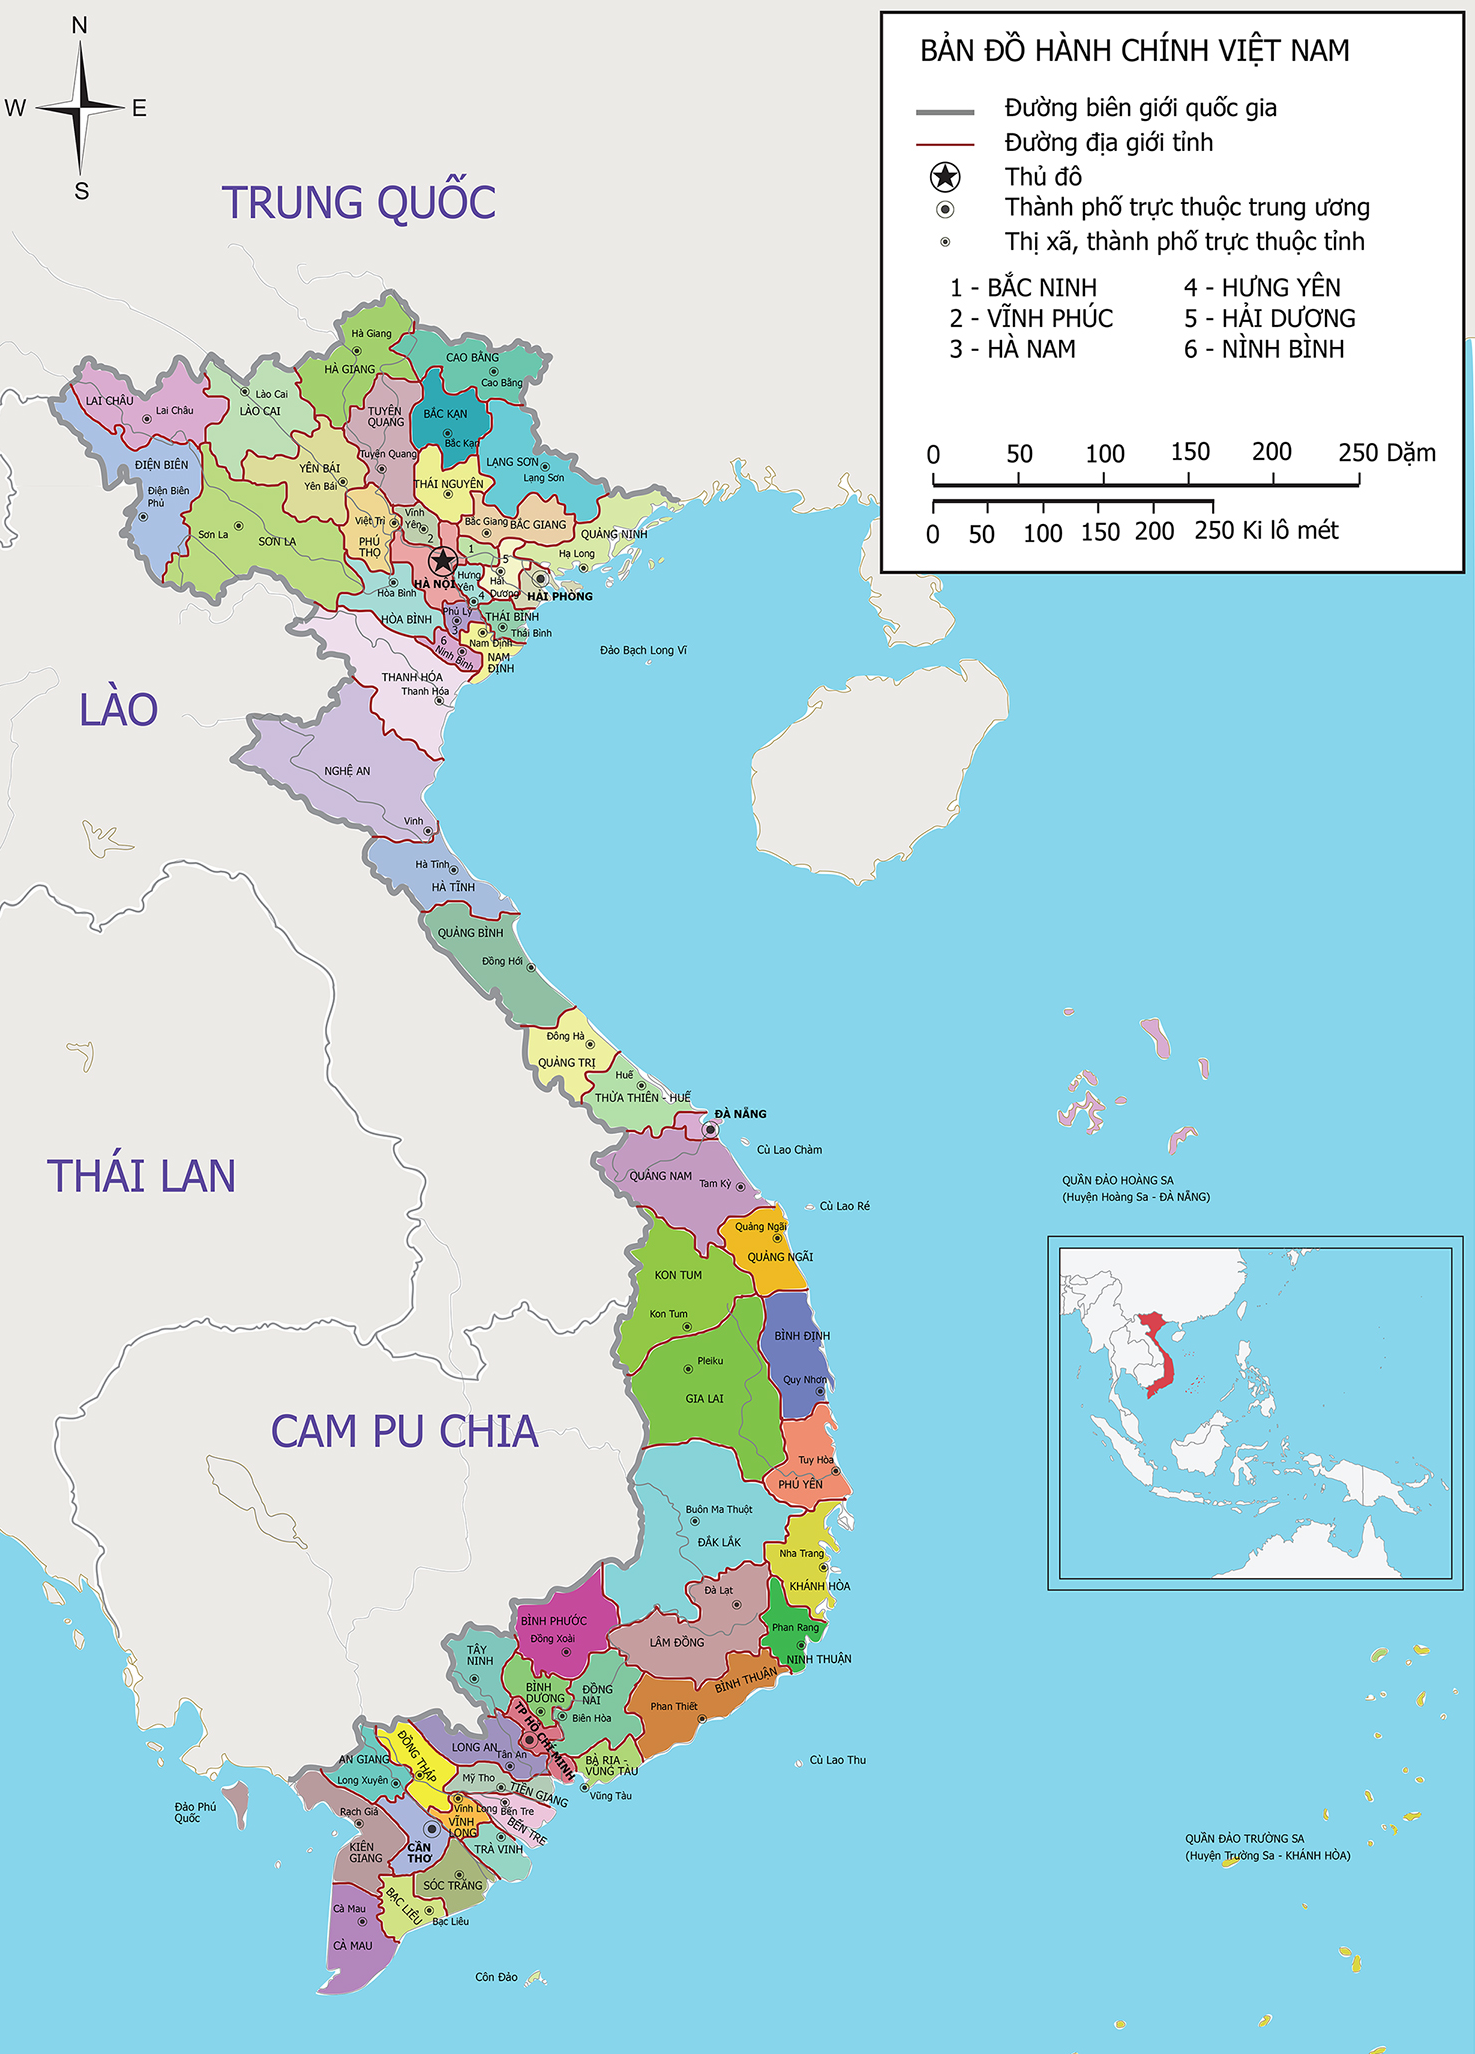 N
W
E
S
BẢN ĐỒ HÀNH CHÍNH VIỆT NAM
Đường biên giới quốc gia
Đường địa giới tỉnh
Thủ đô
Thành phố trực thuộc trung ương
Thị xã, thành phố trực thuộc tỉnh
1 - BẮC NINH
4 - HƯNG YÊN
2 - VĨNH PHÚC
5 - HẢI DƯƠNG
3 - HÀ NAM
6 - NÌNH BÌNH
0 50 100 150 200 250 Dặm
0 50 100 150 200 250 Ki lô mét
TRUNG QUỐC
Hà Giang
HÀ GIANG
CAO BẰNG
Cao Bằng
LAI CHÂU
Lai Châu
Lào Cai
LÀO CAI
TUYÊN
QUANG
Tuyên Quang
BẮC KẠN
Bắc Kạn
ĐIỆN BIÊN
Điện Biên
Phủ
YÊN BÁI
Yên Bái
LẠNG SƠN
Lạng Sơn
THÁI NGUYÊN
Sơn La
SƠN LA
Việt Trì
PHÚ
THỌ
Vĩnh
Yên
2
Bắc Giang
BẮC GIANG
QUẢNG NINH
Hạ Long
1
5
HÀ NỘI
Hưng
Yên
4
Hải
Dương
HẢI PHÒNG
Hòa Bình
HÒA BÌNH
Phủ Lý
3
THÁI BÌNH
Thái Bình
6
Ninh Bình
Nam Định
NAM
ĐỊNH
Đảo Bạch Long Vĩ
THANH HÓA
Thanh Hóa
LÀO
NGHỆ AN
Vinh
Hà Tĩnh
HÀ TĨNH
QUẢNG BÌNH
Đồng Hới
Đông Hà
QUẢNG TRỊ
Huế
THỪA THIÊN - HUẾ
ĐÀ NẴNG
Cù Lao Chàm
THÁI LAN
QUẢNG NAM
Tam Kỳ
Cù Lao Ré
QUẦN ĐẢO HOÀNG SA
(Huyện Hoàng Sa - ĐÀ NẴNG)
Quảng Ngãi
QUẢNG NGÃI
KON TUM
Kon Tum
BÌNH ĐỊNH
Quy Nhơn
Pleiku
GIA LAI
CAM PU CHIA
Tuy Hòa
PHÚ YÊN
Buôn Ma Thuột
ĐẮK LẮK
Nha Trang
KHÁNH HÒA
Đà Lạt
LÂM ĐỒNG
Phan Rang
NINH THUẬN
BÌNH PHƯỚC
Đồng Xoài
TÂY
NINH
BÌNH
DƯƠNG
ĐỒNG
NAI
Biên Hòa
BÌNH THUẬN
Phan Thiết
TP HỒ CHÍ MINH
BÀ RỊA -
VŨNG TÀU
Vũng Tàu
Cù Lao Thu
LONG AN
Tân An
ĐỒNG THÁP
AN GIANG
Long Xuyên
Mỹ Tho
TIỀN GIANG
Đảo Phú
Quốc
Rạch Giá
KIÊN
GIANG
Vĩnh Long
VĨNH
LONG
Bến Tre
BẾN TRE
CẦN
THƠ
TRÀ VINH
SÓC TRĂNG
BẠC LIÊU
Bạc Liêu
Cà Mau
CÀ MAU
Côn Đảo
QUẦN ĐẢO TRƯỜNG SA
(Huyện Trường Sa - KHÁNH HÒA)